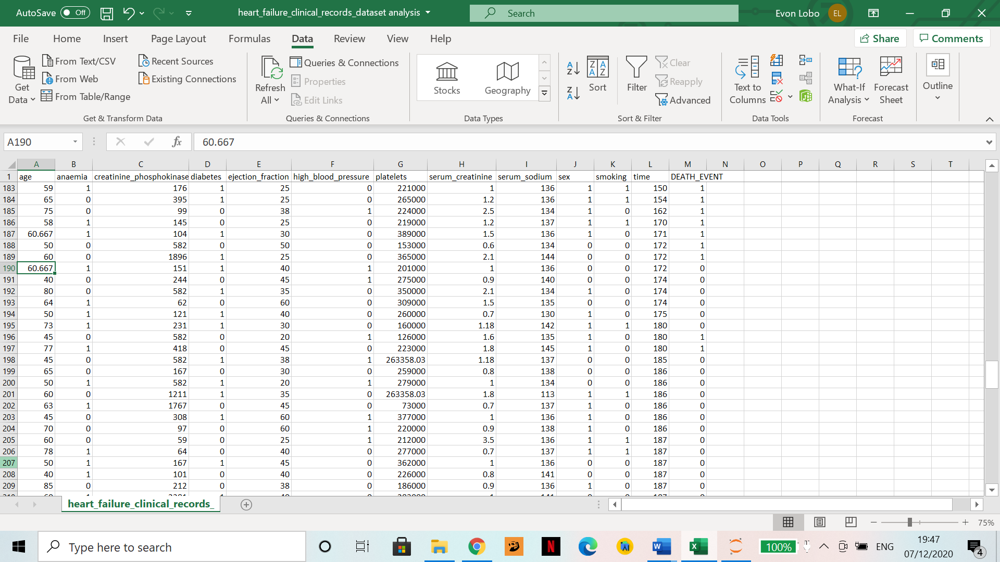 AutoSave Off heart_failure_clinical_records_dataset analysis Search Evon Lobo EL
File Home Insert Page Layout Formulas Data Review View Help Share Comments
Get Data From Text/CSV From Web From Table/Range Recent Sources Existing Connections
Refresh All Queries & Connections Properties Edit Links
Stocks Geography
Sort Filter Clear Reapply Advanced
Text to Columns What-If Analysis Forecast Sheet Outline
Get & Transform Data Queries & Connections Data Types Sort & Filter Data Tools Forecast
A190 fx 60.667
A B C D E F G H I J K L M N O P Q R S T
1 age anaemia creatinine_phosphokinase diabetes ejection_fraction high_blood_pressure platelets serum_creatinine serum_sodium sex smoking time DEATH_EVENT
183 59 1 176 1 25 0 221000 1 136 1 1 150 1
184 65 0 395 1 25 0 265000 1.2 136 1 1 154 1
185 75 0 99 0 38 1 224000 2.5 134 1 0 162 1
186 58 1 145 0 25 0 219000 1.2 137 1 1 170 1
187 60.667 1 104 1 30 0 389000 1.5 136 1 0 171 1
188 50 0 582 0 50 0 153000 0.6 134 0 0 172 1
189 60 0 1896 1 25 0 365000 2.1 144 0 0 172 1
190 60.667 1 151 1 40 1 201000 1 136 0 0 172 0
191 40 0 244 0 45 1 275000 0.9 140 0 0 174 0
192 80 0 582 1 35 0 350000 2.1 134 1 0 174 0
193 64 1 62 0 60 0 309000 1.5 135 0 0 174 0
194 50 1 121 1 40 0 260000 0.7 130 1 0 175 0
195 73 1 231 1 30 0 160000 1.18 142 1 1 180 0
196 45 0 582 0 20 1 126000 1.6 135 1 0 180 1
197 77 1 418 0 45 0 223000 1.8 145 1 0 180 1
198 45 0 582 1 38 1 263358.03 1.18 137 0 0 185 0
199 65 0 167 0 30 0 259000 0.8 138 0 0 186 0
200 50 1 582 1 20 1 279000 1 134 0 0 186 0
201 60 0 1211 1 35 0 263358.03 1.8 113 1 1 186 0
202 63 1 1767 0 45 0 73000 0.7 137 1 0 186 0
203 45 0 308 1 60 1 377000 1 136 1 0 186 0
204 70 0 97 0 60 1 220000 0.9 138 1 0 186 0
205 60 0 59 0 25 1 212000 3.5 136 1 1 187 0
206 78 1 64 0 40 0 277000 0.7 137 1 1 187 0
207 50 1 167 1 45 0 362000 1 136 0 0 187 0
208 40 1 101 0 40 0 226000 0.8 141 0 0 187 0
209 85 0 212 0 38 0 186000 0.9 136 1 0 187 0
heart_failure_clinical_records_
75%
Type here to search 100% ENG 19:47
07/12/2020 4